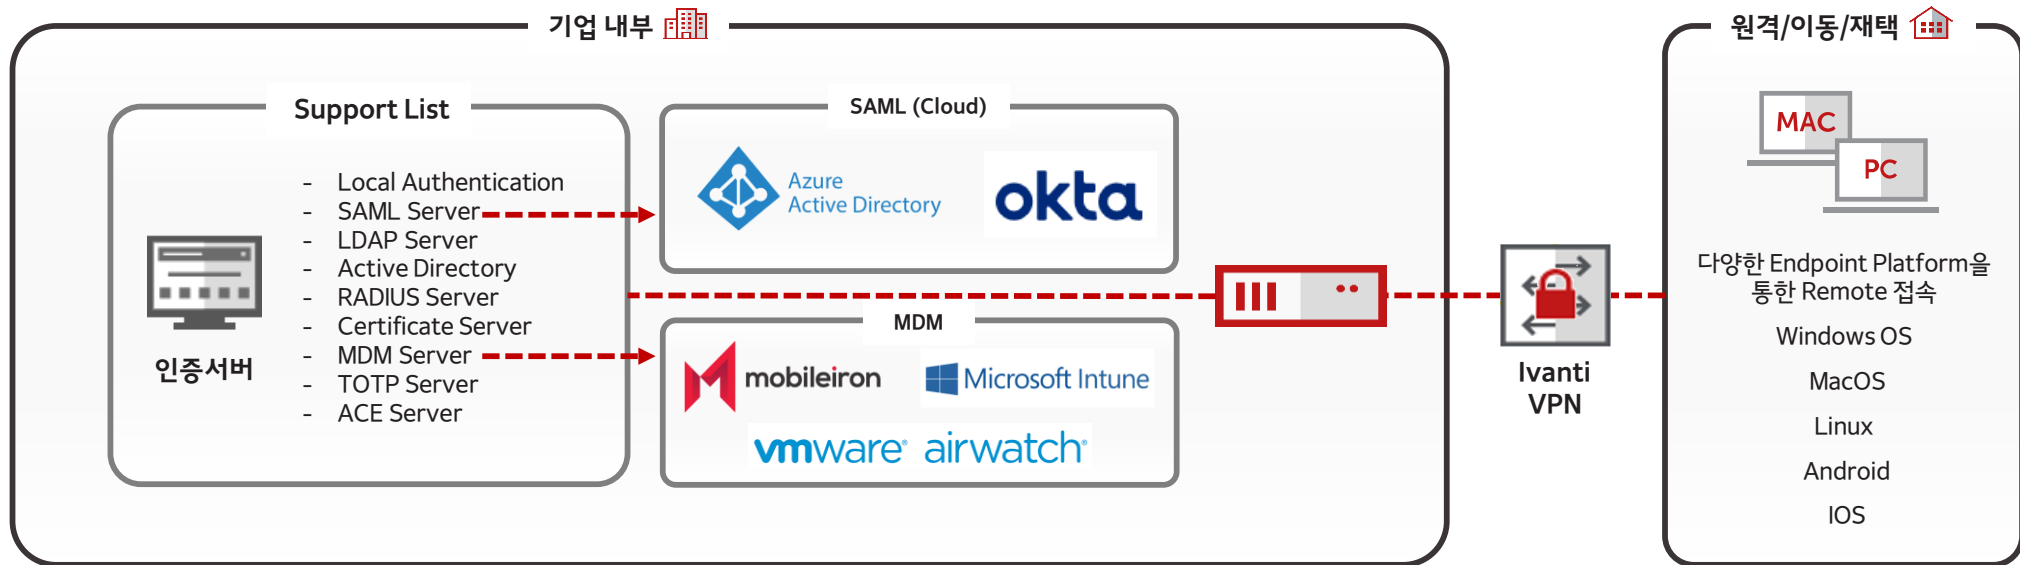 기업 내부
원격/이동/재택
Support List
- Local Authentication
- SAML Server
- LDAP Server
- Active Directory
- RADIUS Server
- Certificate Server
- MDM Server
- TOTP Server
- ACE Server
인증서버
SAML (Cloud)
Azure
Active Directory
okta
MDM
mobileiron
Microsoft Intune
vmware® airwatch®
Ivanti
VPN
MAC
PC
다양한 Endpoint Platform을
통한 Remote 접속
Windows OS
MacOS
Linux
Android
IOS